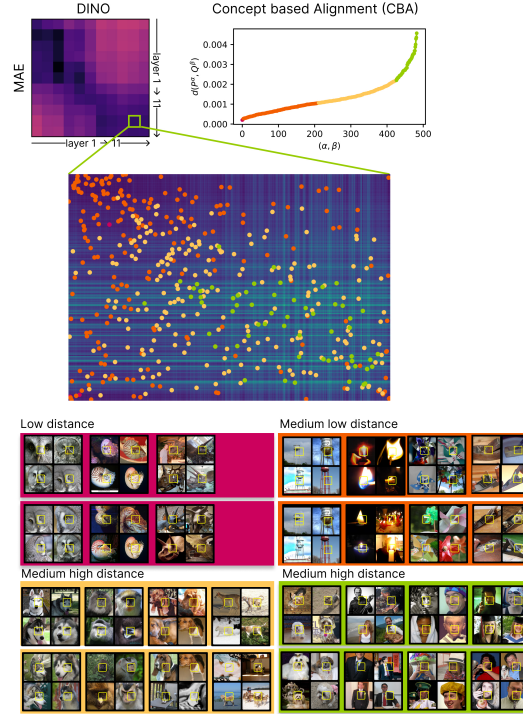 DINO
Concept based Alignment (CBA)
MAE
layer 1 → 11
layer 1 → 11
d(P^α, Q^β)
0.004
0.003
0.002
0.001
0.000
0
100
200
300
400
500
(α, β)
Low distance
Medium low distance
Medium high distance
Medium high distance